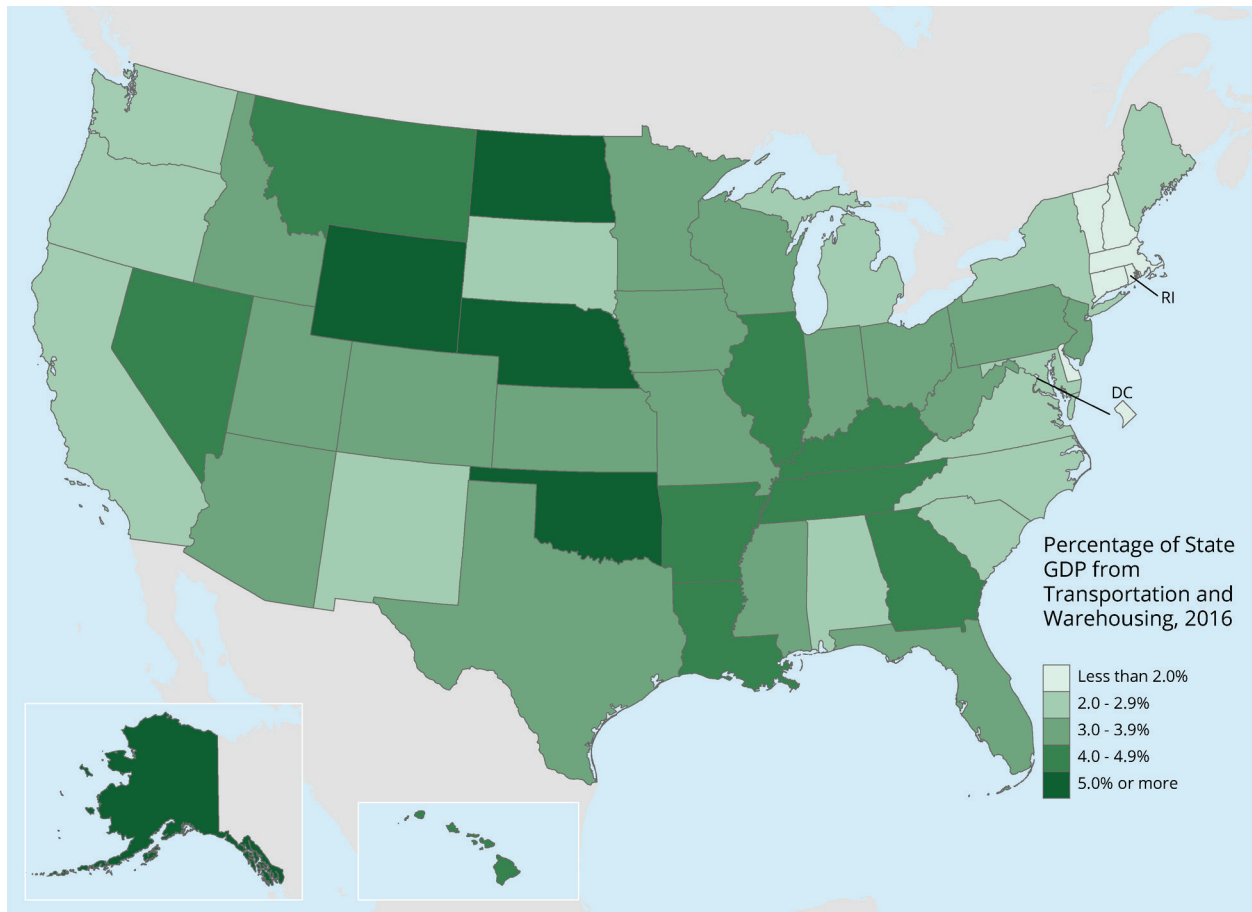 RI
DC
Percentage of State
GDP from
Transportation and
Warehousing, 2016
Less than 2.0%
2.0 - 2.9%
3.0 - 3.9%
4.0 - 4.9%
5.0% or more